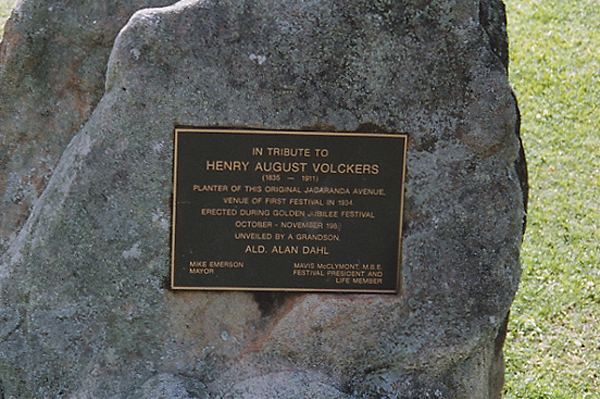 IN TRIBUTE TO
HENRY AUGUST VOLCKERS
(1835 — 1911)
PLANTER OF THIS ORIGINAL JACARANDA AVENUE,
VENUE OF FIRST FESTIVAL IN 1934.
ERECTED DURING GOLDEN JUBILEE FESTIVAL
OCTOBER - NOVEMBER
UNVEILED BY A GRANDSON,
ALD. ALAN DAHL
MIKE EMERSON
MAYOR
MAVIS McCLYMONT, M.B.E.
FESTIVAL PRESIDENT AND
LIFE MEMBER